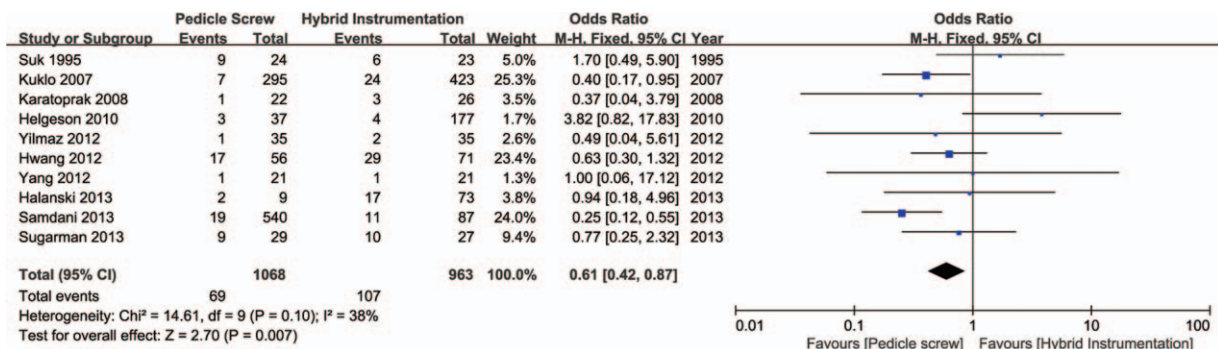 Pedicle Screw Hybrid Instrumentation Odds Ratio Odds Ratio
Study or Subgroup Events Total Events Total Weight M-H, Fixed, 95% CI Year M-H, Fixed, 95% CI
Suk 1995 9 24 6 23 5.0% 1.70 [0.49, 5.90] 1995
Kuklo 2007 7 295 24 423 25.3% 0.40 [0.17, 0.95] 2007
Karatoprak 2008 1 22 3 26 3.5% 0.37 [0.04, 3.79] 2008
Helgeson 2010 3 37 4 177 1.7% 3.82 [0.82, 17.83] 2010
Yilmaz 2012 1 35 2 35 2.6% 0.49 [0.04, 5.61] 2012
Hwang 2012 17 56 29 71 23.4% 0.63 [0.30, 1.32] 2012
Yang 2012 1 21 1 21 1.3% 1.00 [0.06, 17.12] 2012
Halanski 2013 2 9 17 73 3.9% 0.94 [0.18, 4.96] 2013
Samdani 2013 19 540 11 87 24.0% 0.25 [0.12, 0.55] 2013
Sugarman 2013 9 29 10 27 9.4% 0.77 [0.25, 2.32] 2013
Total (95% CI) 1068 963 100.0% 0.61 [0.42, 0.87]
Total events 69 107
Heterogeneity: Chi² = 14.61, df = 9 (P = 0.10); I² = 38%
Test for overall effect: Z = 2.70 (P = 0.007)
0.01 0.1 1 10 100
Favours [Pedicle screw] Favours [Hybrid Instrumentation]